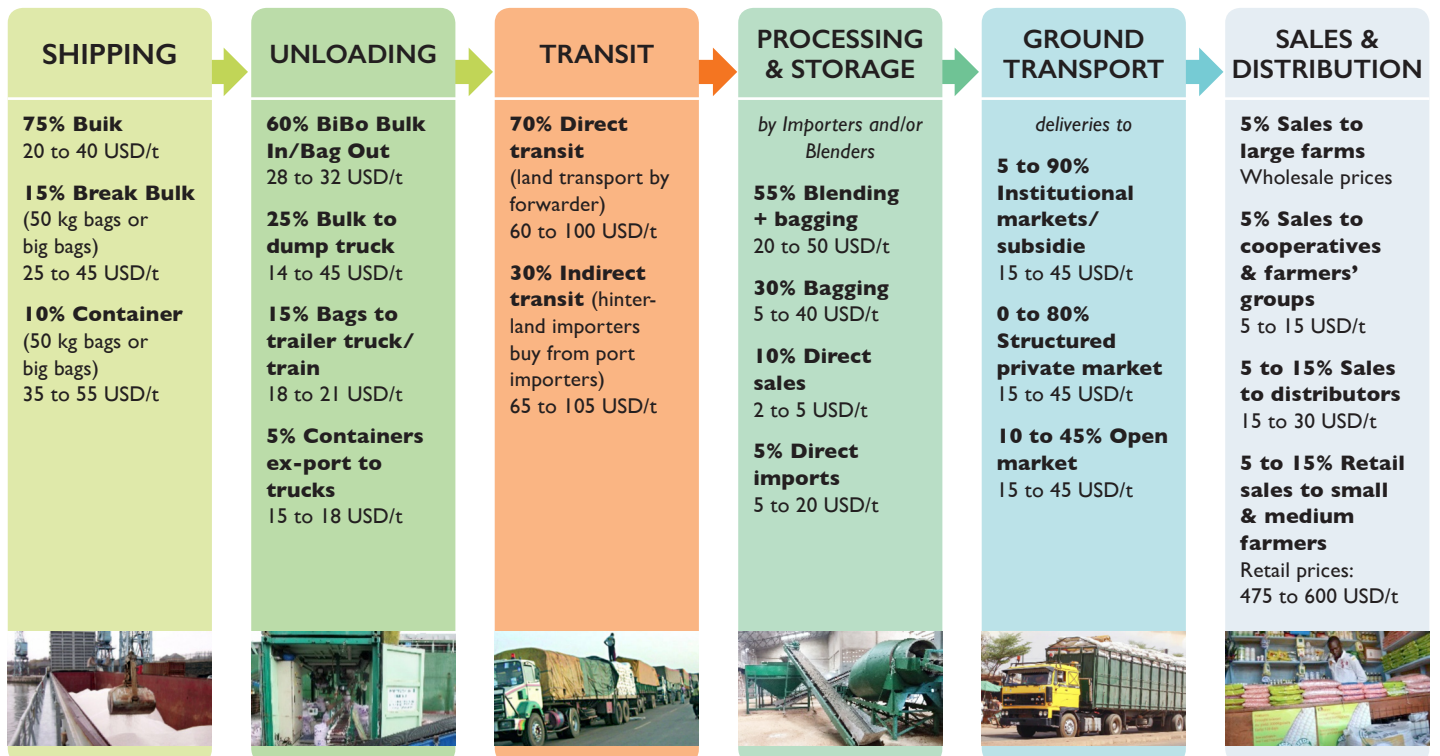 SHIPPING
75% Buik
20 to 40 USD/t
15% Break Bulk
(50 kg bags or
big bags)
25 to 45 USD/t
10% Container
(50 kg bags or
big bags)
35 to 55 USD/t
UNLOADING
60% BiBo Bulk
In/Bag Out
28 to 32 USD/t
25% Bulk to
dump truck
14 to 45 USD/t
15% Bags to
trailer truck/
train
18 to 21 USD/t
5% Containers
ex-port to
trucks
15 to 18 USD/t
TRANSIT
70% Direct
transit
(land transport by
forwarder)
60 to 100 USD/t
30% Indirect
transit (hinter-
land importers
buy from port
importers)
65 to 105 USD/t
PROCESSING
& STORAGE
by Importers and/or
Blenders
55% Blending
+ bagging
20 to 50 USD/t
30% Bagging
5 to 40 USD/t
10% Direct
sales
2 to 5 USD/t
5% Direct
imports
5 to 20 USD/t
GROUND
TRANSPORT
deliveries to
5 to 90%
Institutional
markets/
subsidie
15 to 45 USD/t
0 to 80%
Structured
private market
15 to 45 USD/t
10 to 45% Open
market
15 to 45 USD/t
SALES &
DISTRIBUTION
5% Sales to
large farms
Wholesale prices
5% Sales to
cooperatives
& farmers’
groups
5 to 15 USD/t
5 to 15% Sales
to distributors
15 to 30 USD/t
5 to 15% Retail
sales to small
& medium
farmers
Retail prices:
475 to 600 USD/t